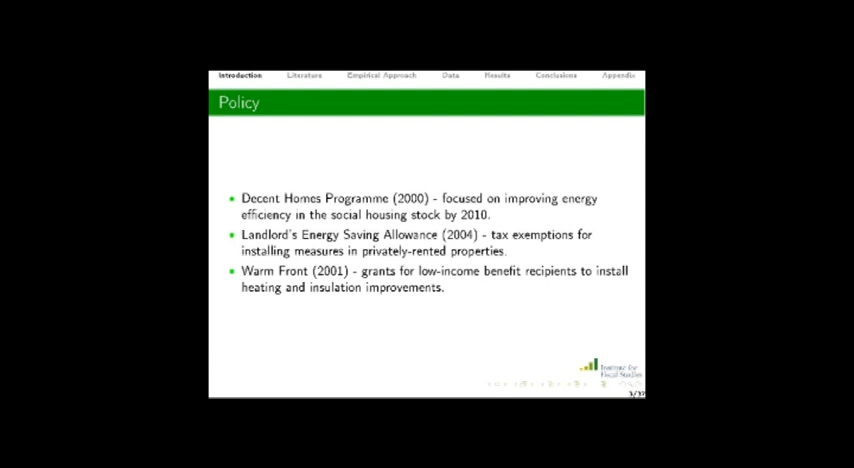 Introduction Literature Empirical Approach Data Results Conclusions Appendix
Policy
• Decent Homes Programme (2000) - focused on improving energy
efficiency in the social housing stock by 2010.
• Landlord's Energy Saving Allowance (2004) - tax exemptions for
installing measures in privately-rented properties.
• Warm Front (2001) - grants for low-income benefit recipients to install
heating and insulation improvements.
Institute for
Fiscal Studies
3/32